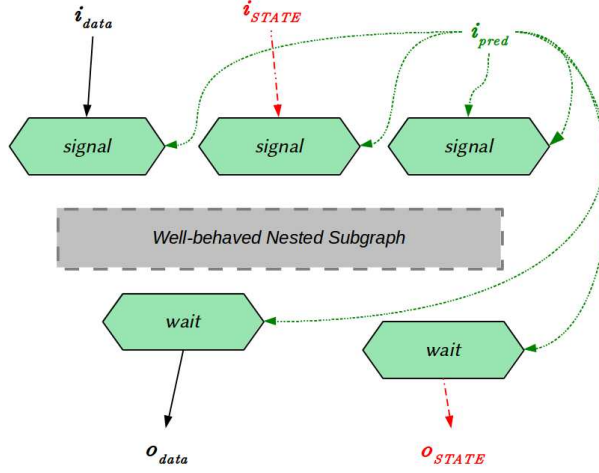 i_data
i_STATE
i_pred
signal
signal
signal
Well-behaved Nested Subgraph
wait
wait
o_data
o_STATE